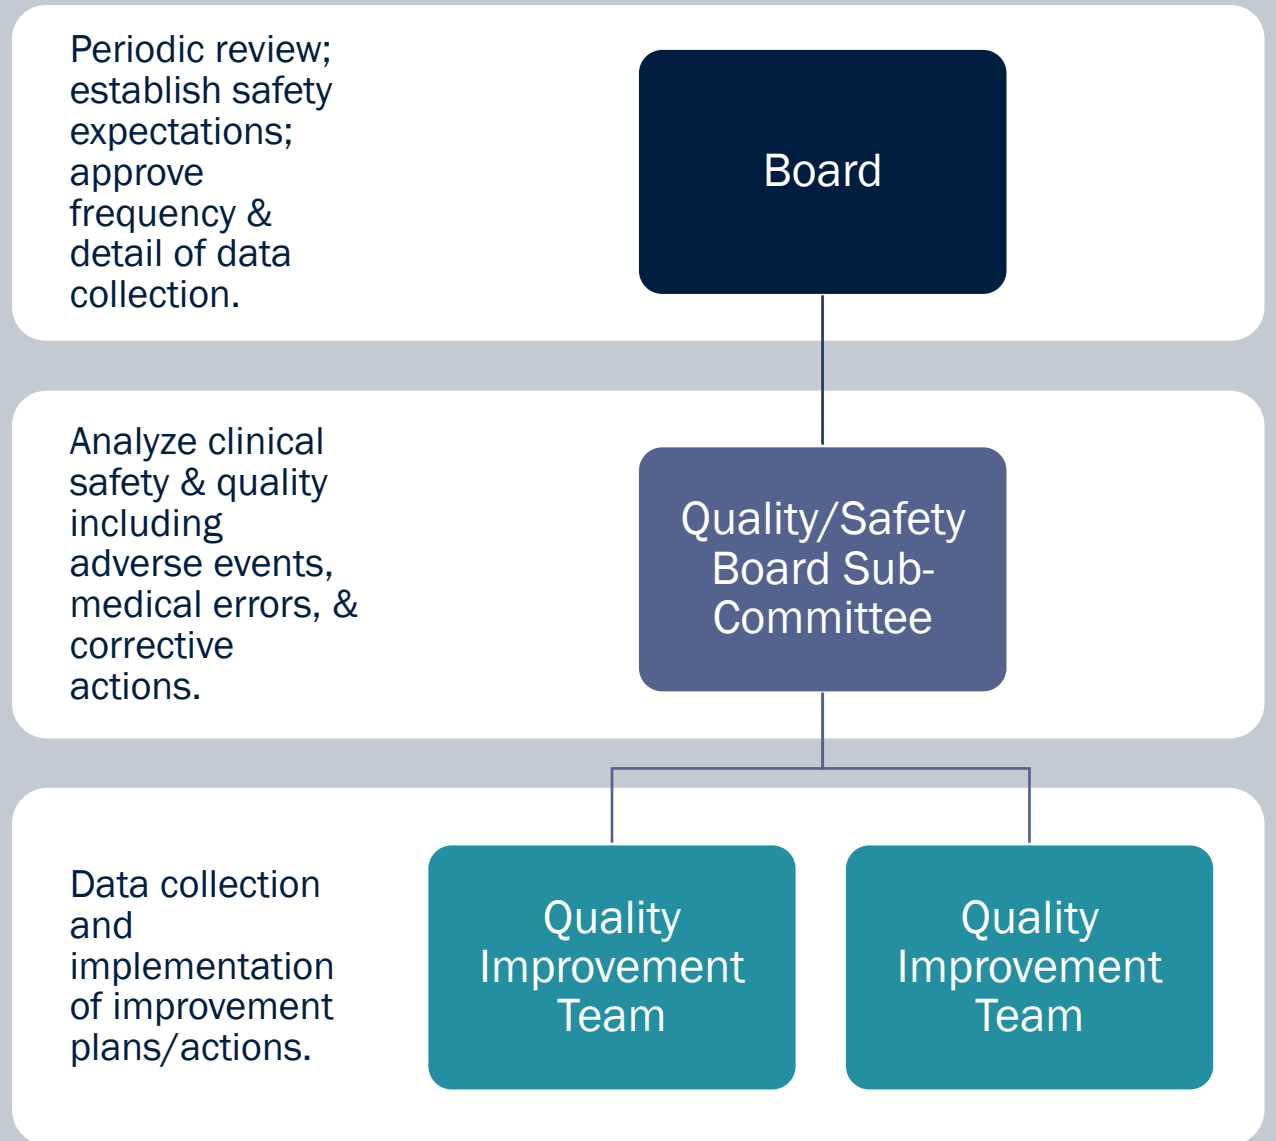 Periodic review;
establish safety
expectations;
approve
frequency &
detail of data
collection.
Board
Analyze clinical
safety & quality
including
adverse events,
medical errors, &
corrective
actions.
Quality/Safety
Board Sub-
Committee
Data collection
and
implementation
of improvement
plans/actions.
Quality
Improvement
Team
Quality
Improvement
Team